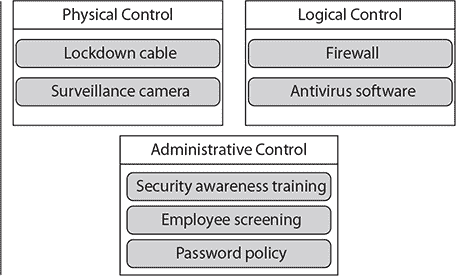 Physical Control
Lockdown cable
Surveillance camera
Logical Control
Firewall
Antivirus software
Administrative Control
Security awareness training
Employee screening
Password policy